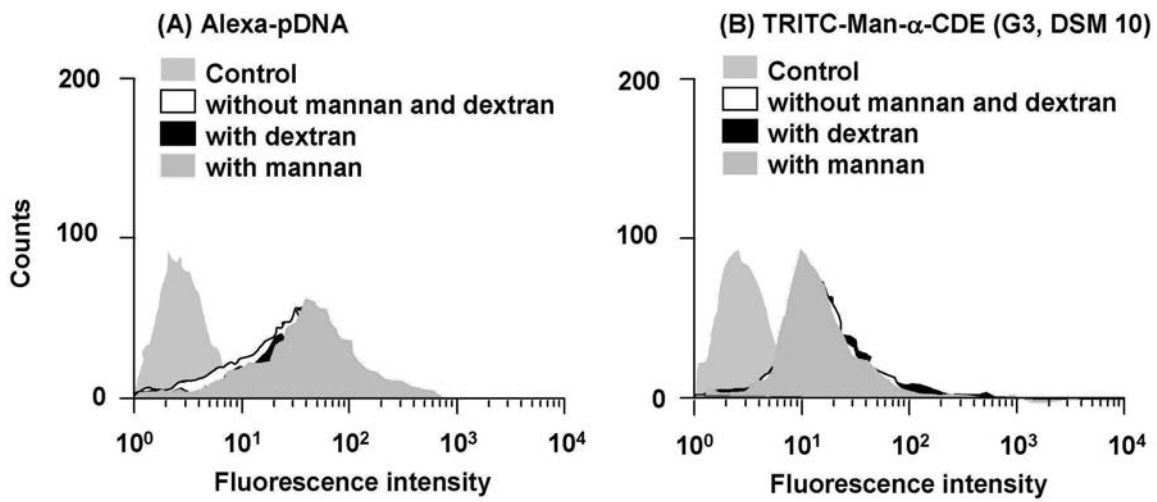 (A) Alexa-pDNA
200
Control
without mannan and dextran
with dextran
with mannan
100
0
Counts
10⁰ 10¹ 10² 10³ 10⁴
Fluorescence intensity
(B) TRITC-Man-α-CDE (G3, DSM 10)
200
Control
without mannan and dextran
with dextran
with mannan
100
0
10⁰ 10¹ 10² 10³ 10⁴
Fluorescence intensity